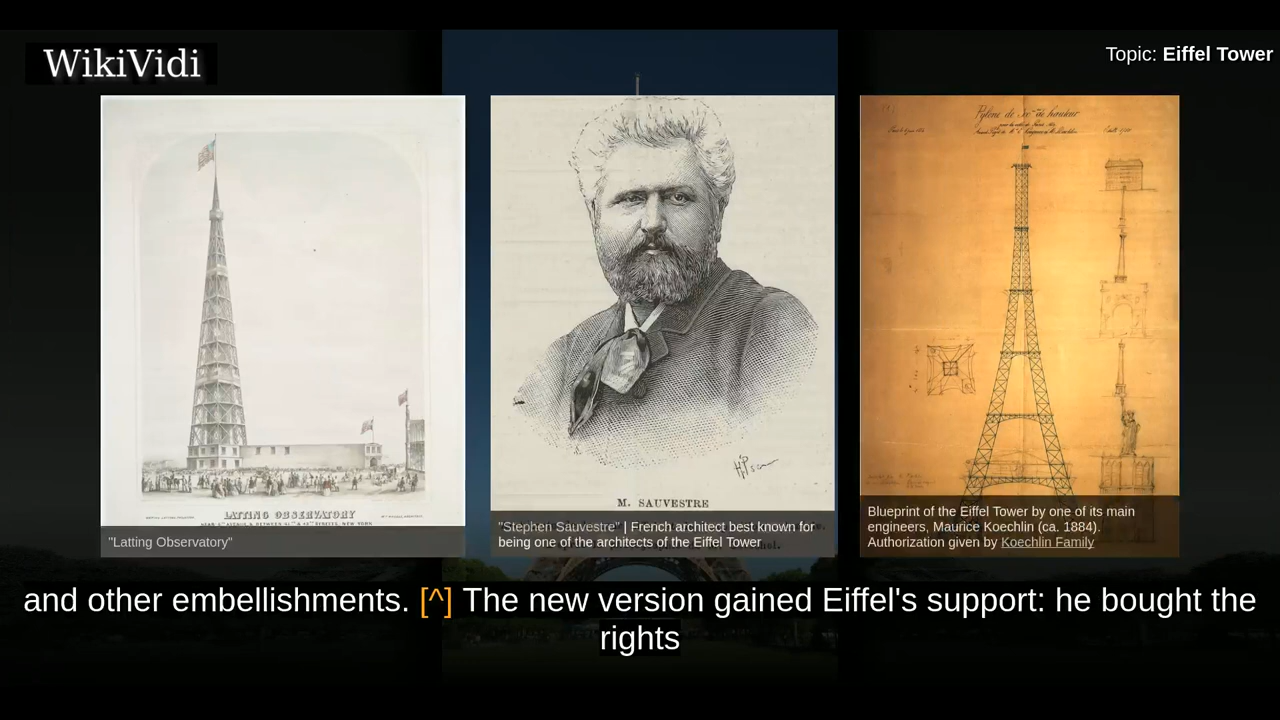 WikiVidi
Topic: Eiffel Tower
LATTING OBSERVATORY
"Latting Observatory"
M. SAUVESTRE
"Stephen Sauvestre" | French architect best known for
being one of the architects of the Eiffel Tower
Blueprint of the Eiffel Tower by one of its main
engineers, Maurice Koechlin (ca. 1884).
Authorization given by Koechlin Family
and other embellishments. [^] The new version gained Eiffel's support: he bought the
rights